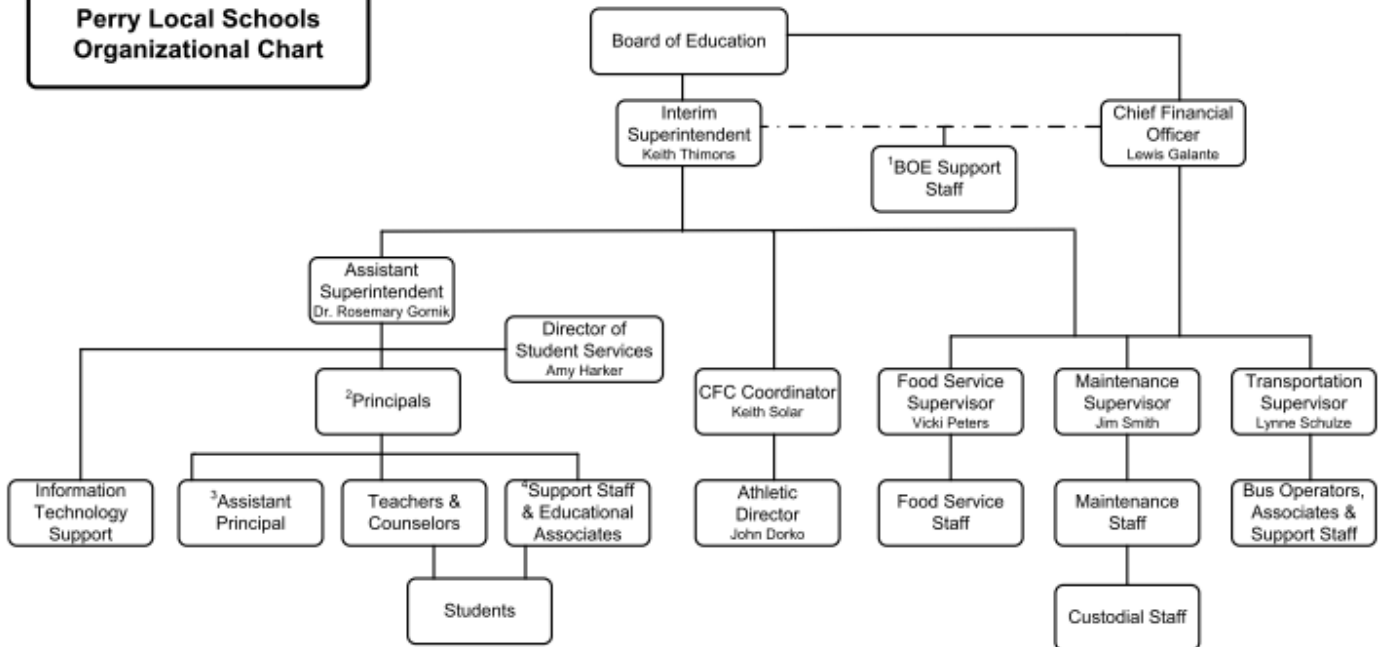 Perry Local Schools
Organizational Chart
Board of Education
Interim
Superintendent
Keith Thimons
Chief Financial
Officer
Lewis Galante
¹BOE Support
Staff
Assistant
Superintendent
Dr. Rosemary Gornik
Director of
Student Services
Amy Harker
²Principals
CFC Coordinator
Keith Solar
Food Service
Supervisor
Vicki Peters
Maintenance
Supervisor
Jim Smith
Transportation
Supervisor
Lynne Schulze
Information
Technology
Support
³Assistant
Principal
Teachers &
Counselors
⁴Support Staff
& Educational
Associates
Athletic
Director
John Dorko
Food Service
Staff
Maintenance
Staff
Bus Operators,
Associates &
Support Staff
Students
Custodial Staff